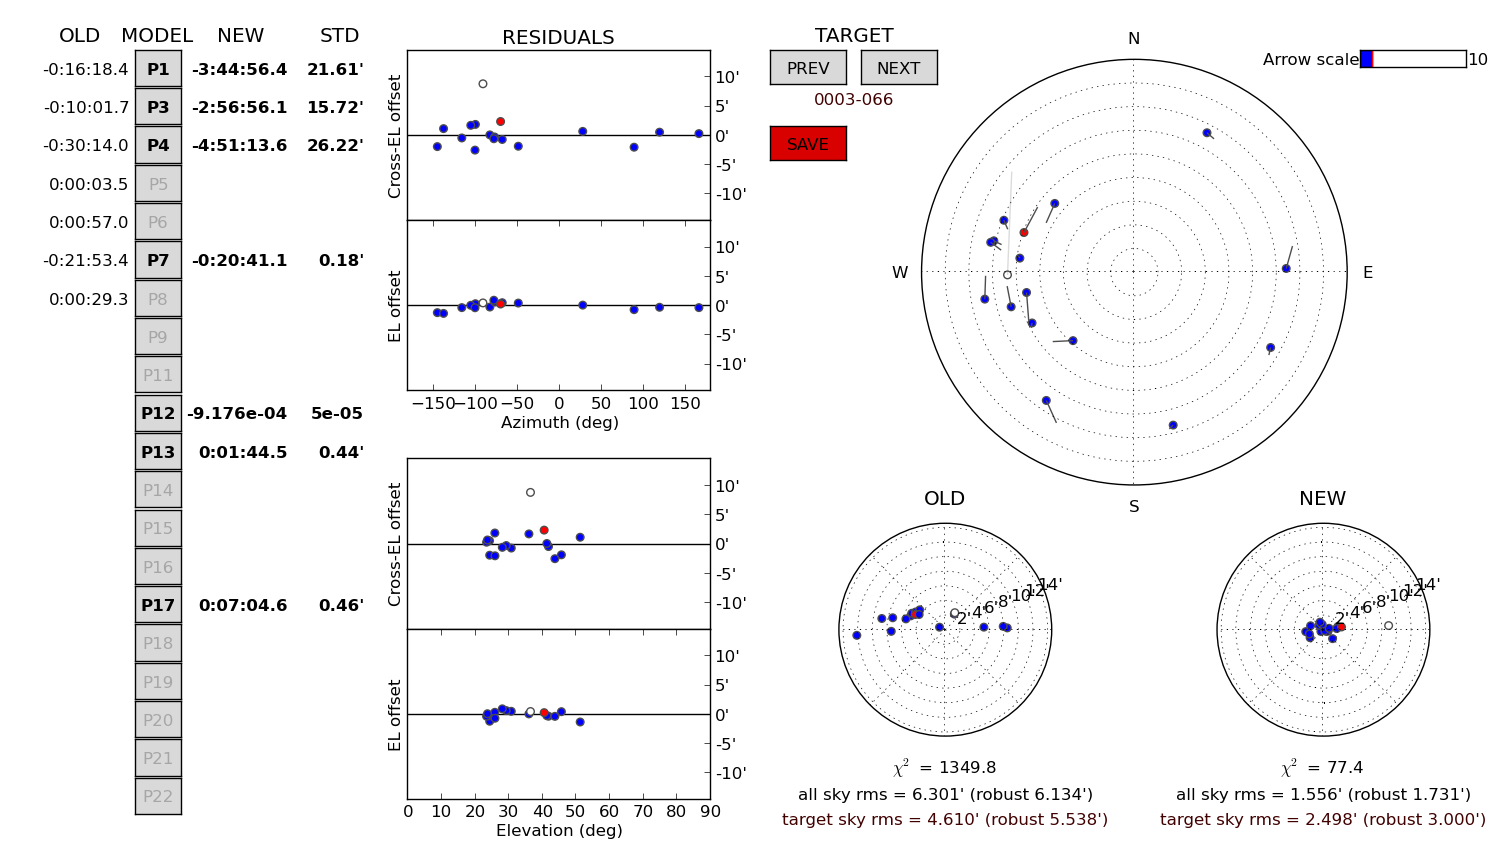 OLD MODEL NEW STD
-0:16:18.4 P1 -3:44:56.4 21.61'
-0:10:01.7 P3 -2:56:56.1 15.72'
-0:30:14.0 P4 -4:51:13.6 26.22'
0:00:03.5 P5
0:00:57.0 P6
-0:21:53.4 P7 -0:20:41.1 0.18'
0:00:29.3 P8
P9
P11
P12 -9.176e-04 5e-05
P13 0:01:44.5 0.44'
P14
P15
P16
P17 0:07:04.6 0.46'
P18
P19
P20
P21
P22
RESIDUALS
Cross-EL offset
10'
5'
0'
-5'
-10'
EL offset
10'
5'
0'
-5'
-10'
−150 −100 −50 0 50 100 150
Azimuth (deg)
Cross-EL offset
10'
5'
0'
-5'
-10'
EL offset
10'
5'
0'
-5'
-10'
0 10 20 30 40 50 60 70 80 90
Elevation (deg)
TARGET
PREV NEXT
0003-066
SAVE
N
Arrow scale 10
W E
S
OLD
2' 4' 6' 8' 10' 12' 14'
χ² = 1349.8
all sky rms = 6.301' (robust 6.134')
target sky rms = 4.610' (robust 5.538')
NEW
2' 4' 6' 8' 10' 12' 14'
χ² = 77.4
all sky rms = 1.556' (robust 1.731')
target sky rms = 2.498' (robust 3.000')